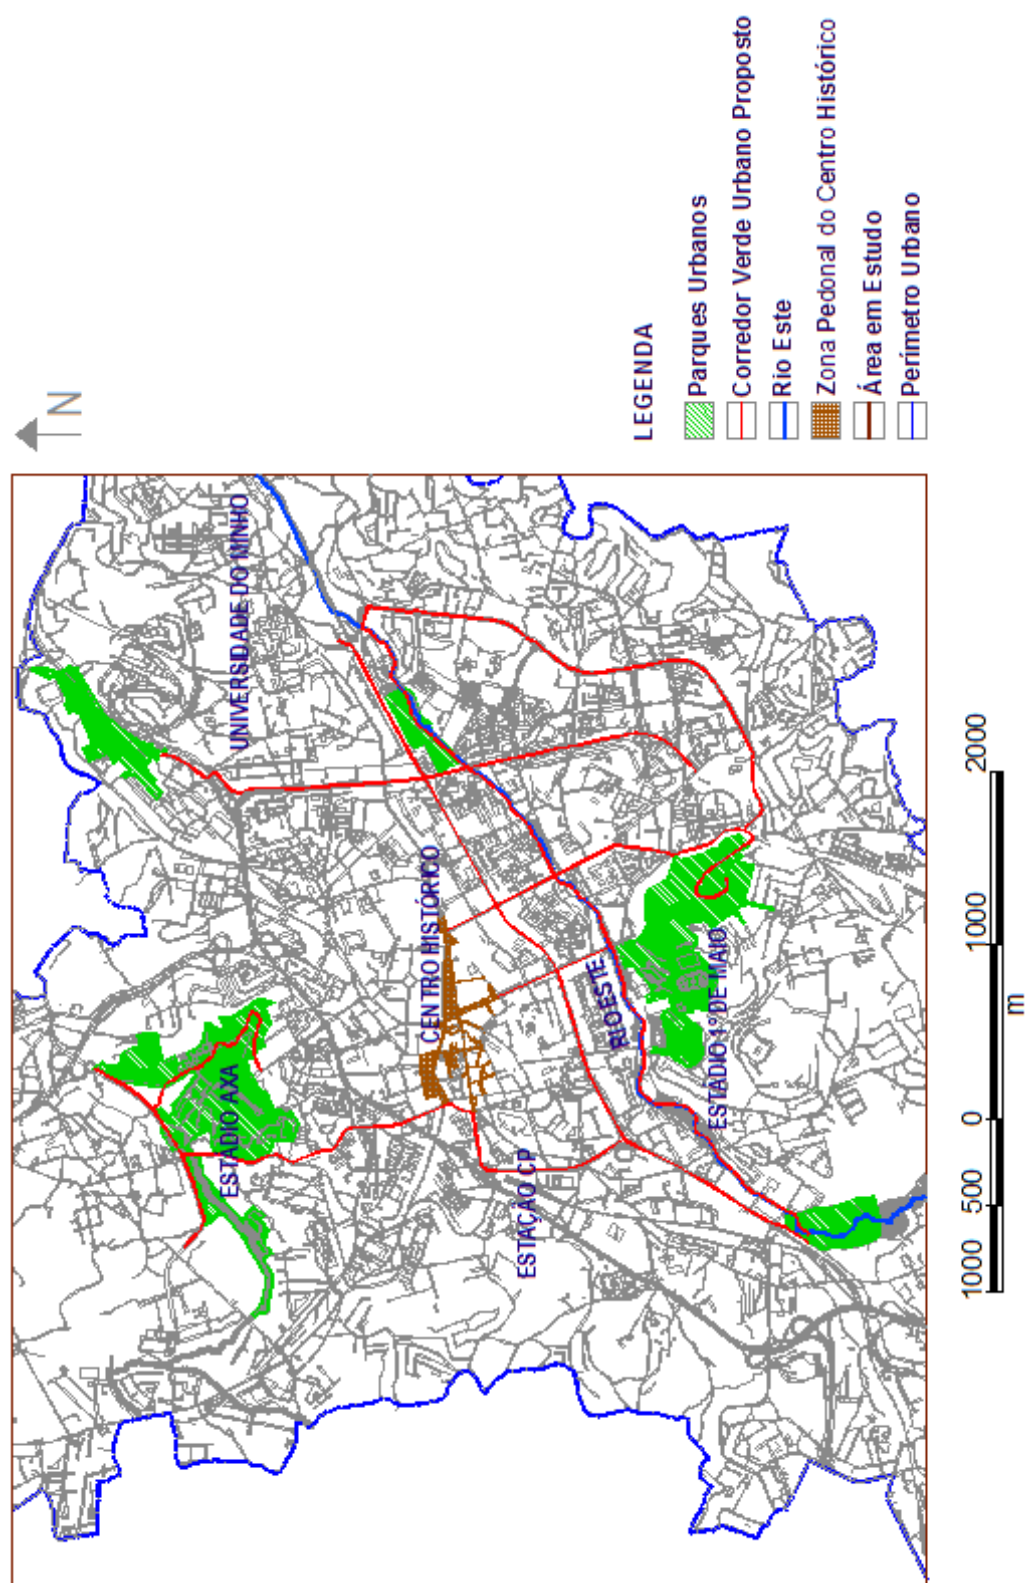 N
UNIVERSIDADE DO MINHO
CENTRO HISTÓRICO
ESTÁDIO AXA
ESTAÇÃO CP
RIO ESTE
ESTADIO 1º DE MAIO
LEGENDA
Parques Urbanos
Corredor Verde Urbano Proposto
Rio Este
Zona Pedonal do Centro Histórico
Área em Estudo
Perímetro Urbano
1000 500 0 1000 2000
m